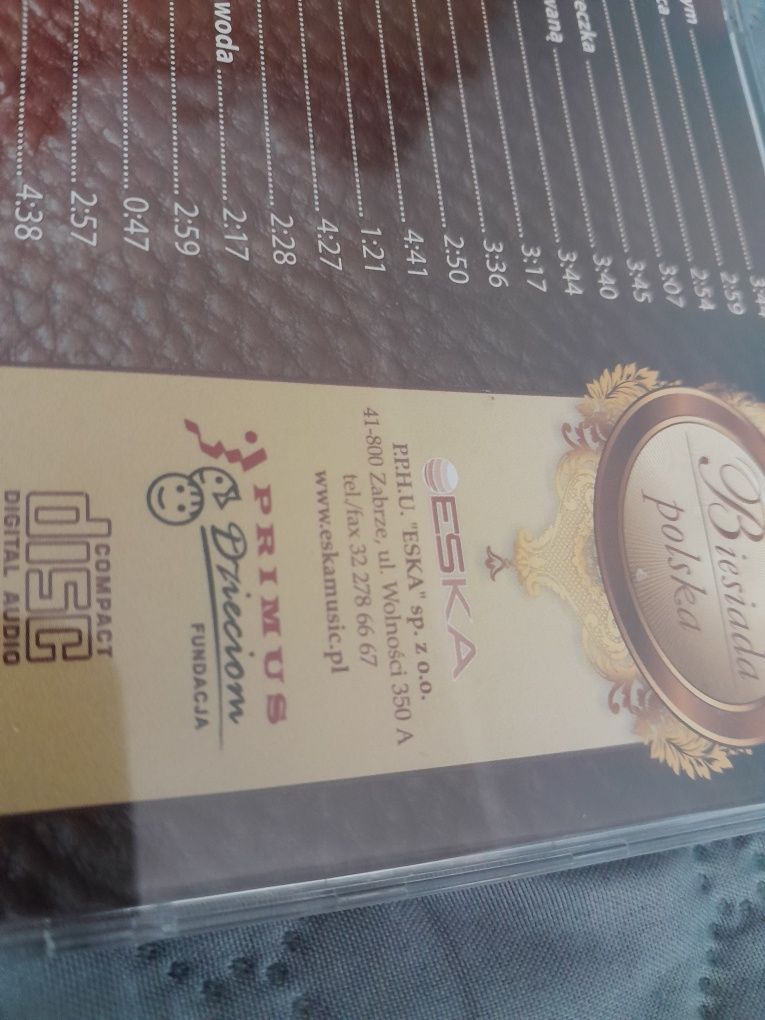 ym ..... 3:44
ca ..... 2:59
..... 2:54
..... 3:07
eczka ..... 3:45
waną ..... 3:40
..... 3:44
..... 3:17
..... 3:36
..... 2:50
..... 4:41
..... 1:21
..... 4:27
..... 2:28
woda ..... 2:17
..... 2:59
..... 0:47
..... 2:57
..... 4:38
Biesiada
polska
ESKA
P.P.H.U. "ESKA" sp. z o.o.
41-800 Zabrze, ul. Wolności 350 A
tel./fax 32 278 66 67
www.eskamusic.pl
PRIMUS
Dzieciom
FUNDACJA
COMPACT
disc
DIGITAL AUDIO